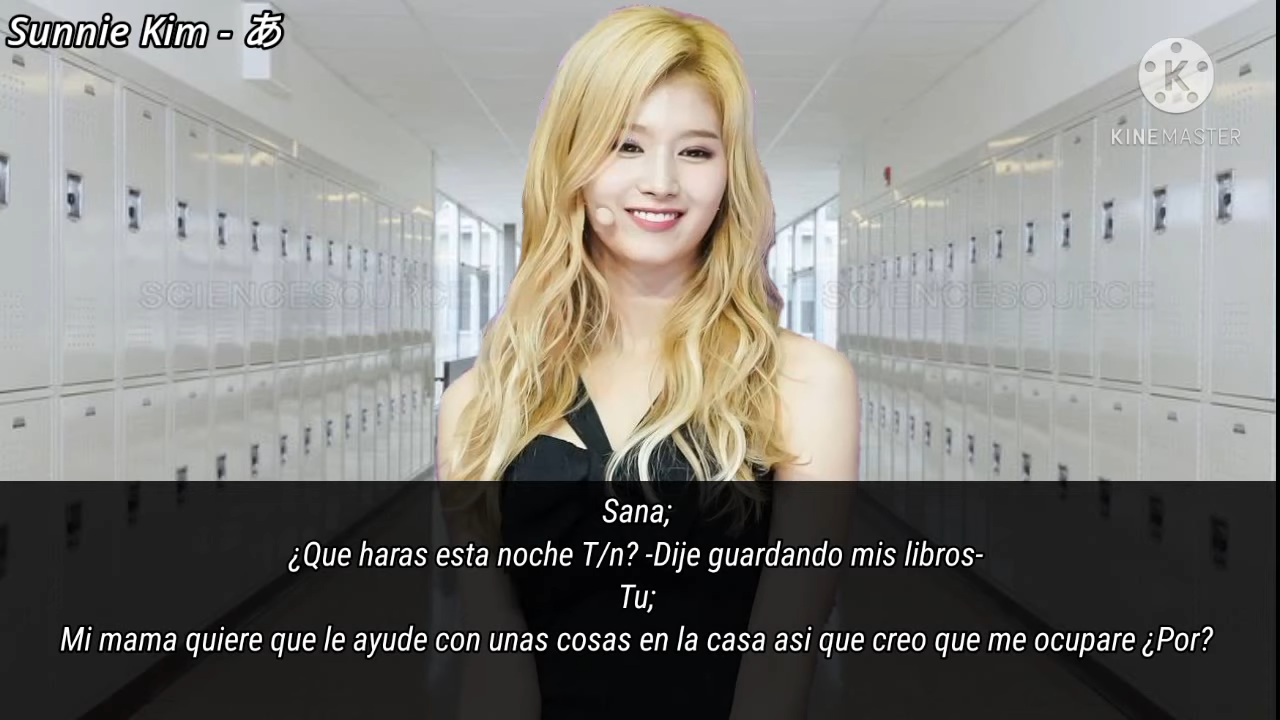 Sunnie Kim - あ
KINEMASTER
SCIENCESOURCE SCIENCESOURCE
Sana;
¿Que haras esta noche T/n? -Dije guardando mis libros-
Tu;
Mi mama quiere que le ayude con unas cosas en la casa asi que creo que me ocupare ¿Por?